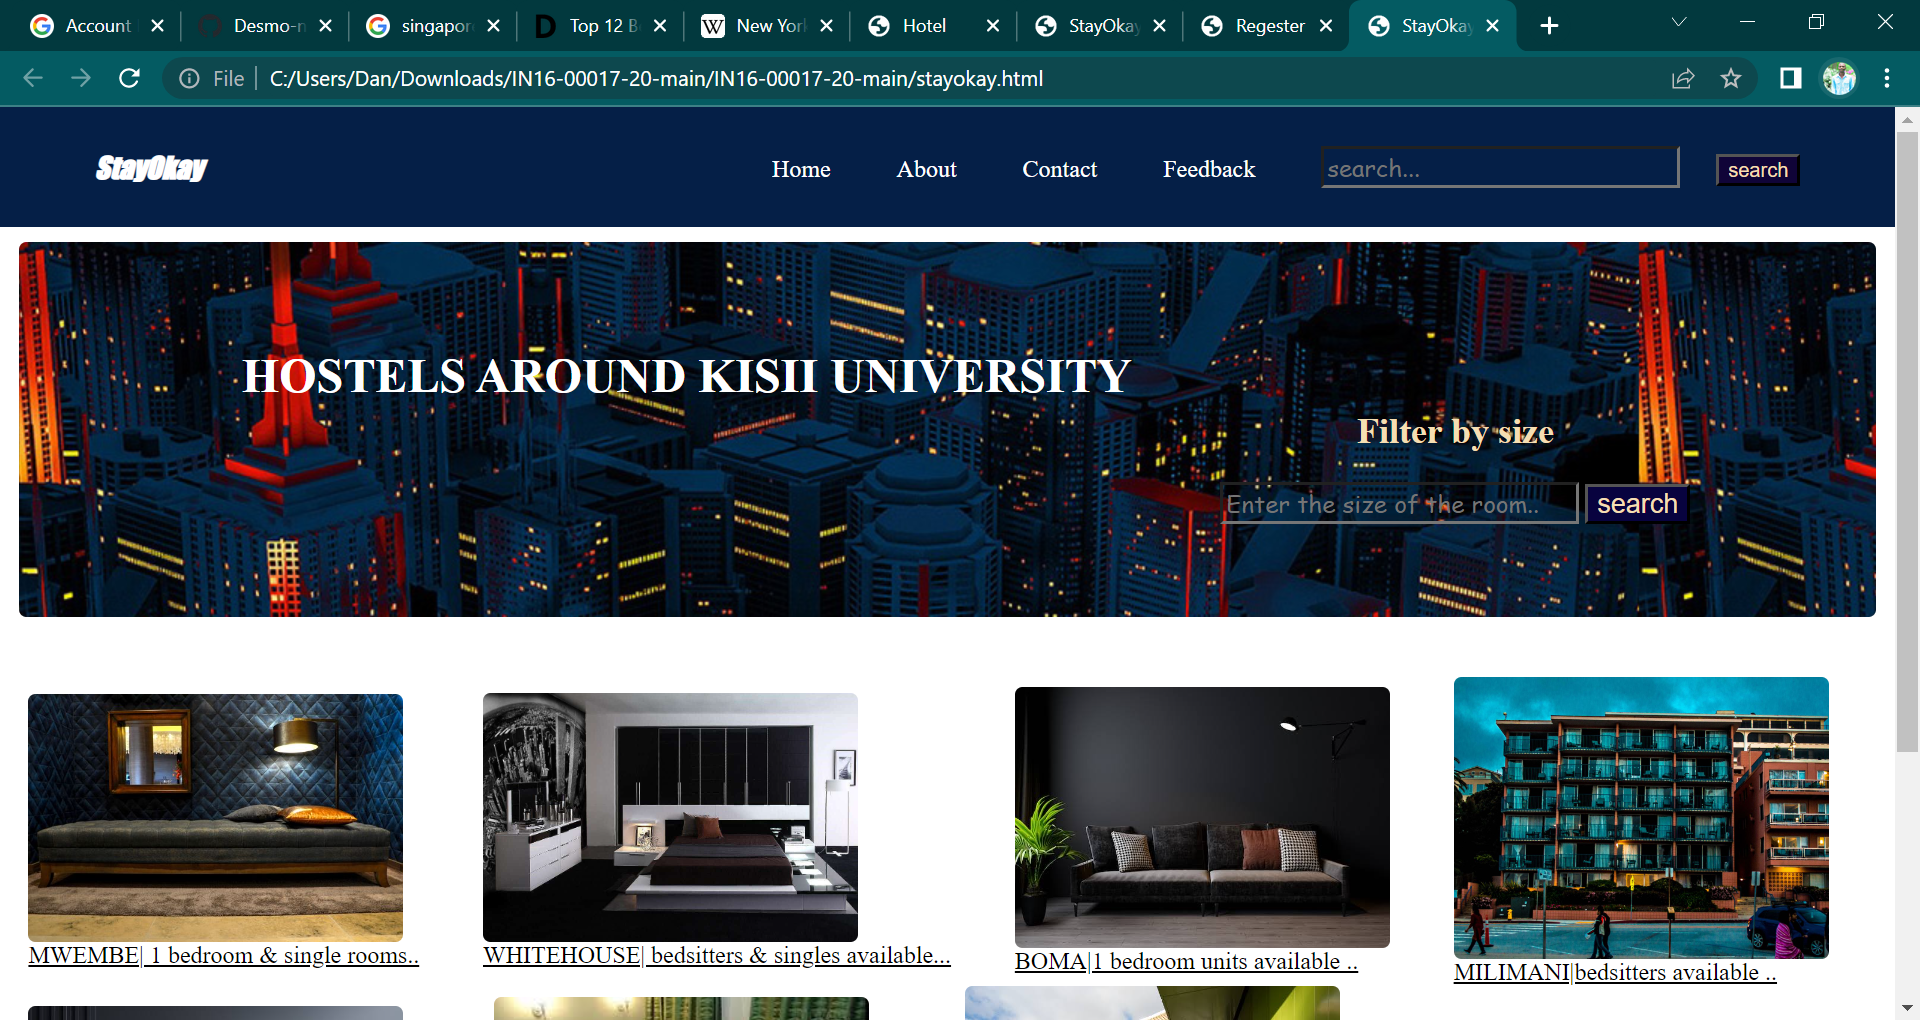 Account
Desmo-r
singapor
Top 12 B
New Yor
Hotel
StayOkay
Regester
StayOkay
File
C:/Users/Dan/Downloads/IN16-00017-20-main/IN16-00017-20-main/stayokay.html
StayOkay
Home
About
Contact
Feedback
search...
search
HOSTELS AROUND KISII UNIVERSITY
Filter by size
Enter the size of the room..
search
MWEMBE| 1 bedroom & single rooms..
WHITEHOUSE| bedsitters & singles available...
BOMA|1 bedroom units available ..
MILIMANI|bedsitters available ..